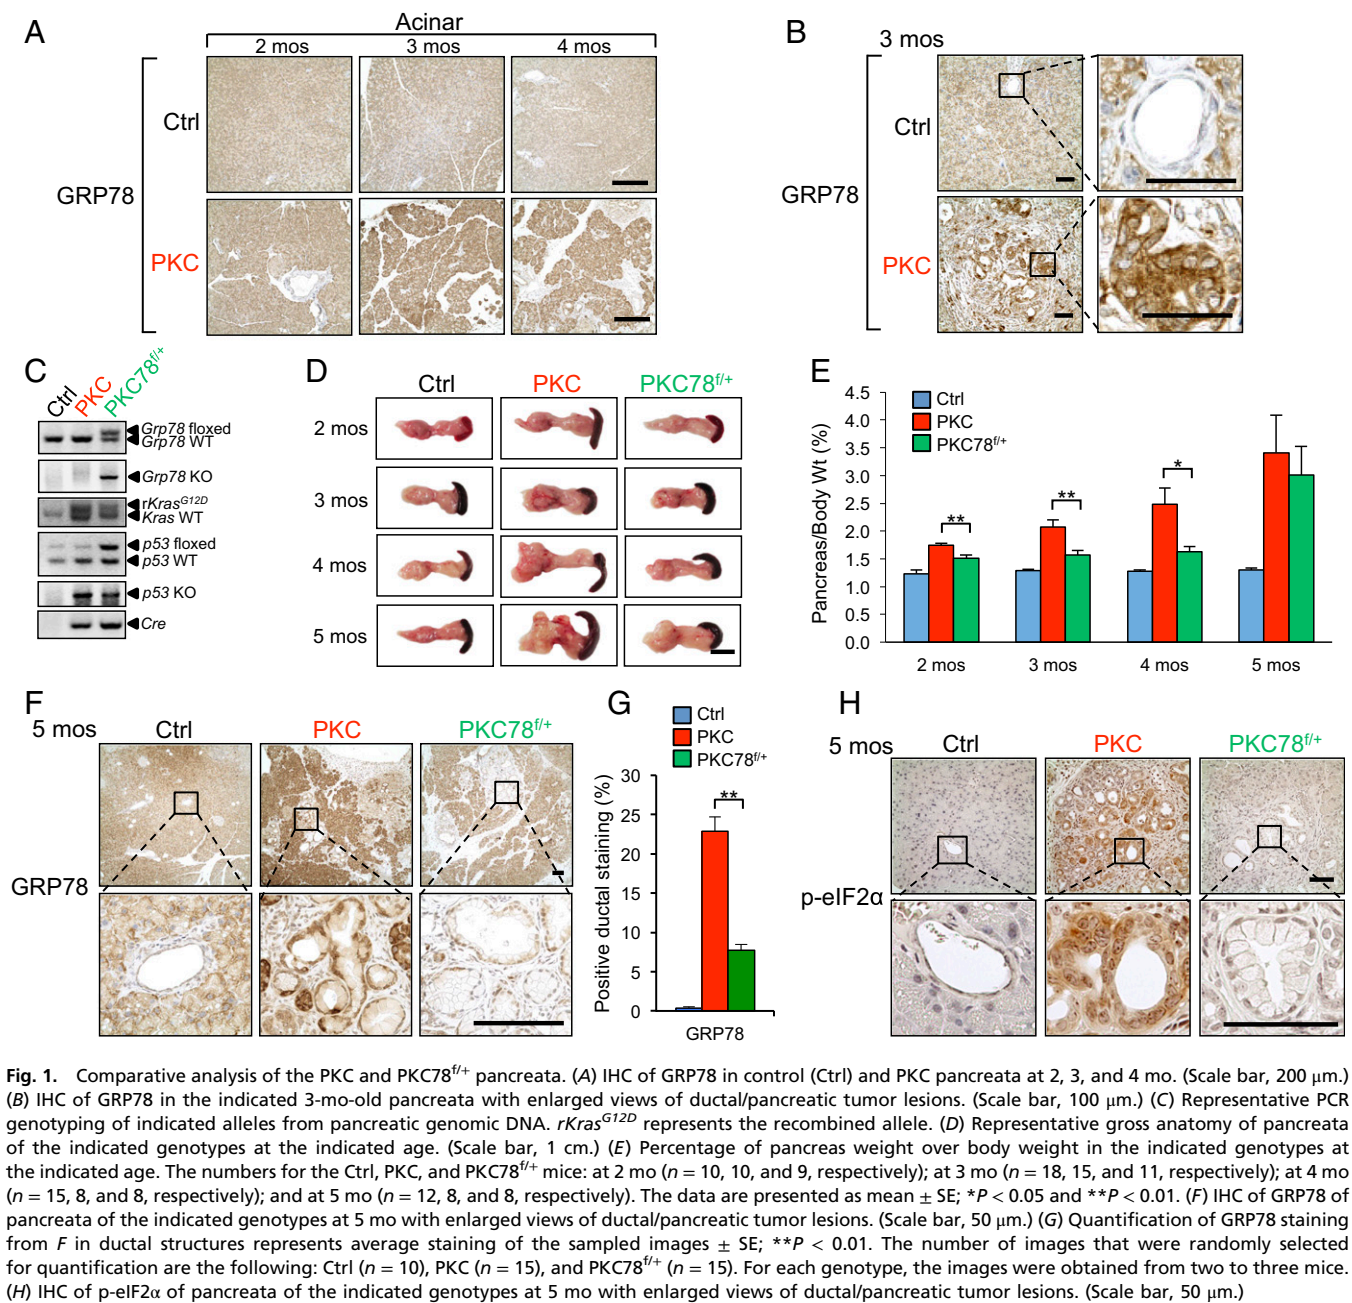 A
Acinar
2 mos 3 mos 4 mos
Ctrl
GRP78
PKC
B
3 mos
Ctrl
GRP78
PKC
C
Ctrl
PKC
PKC78f/+
Grp78 floxed
Grp78 WT
Grp78 KO
rKrasG12D
Kras WT
p53 floxed
p53 WT
p53 KO
Cre
D
Ctrl PKC PKC78f/+
2 mos
3 mos
4 mos
5 mos
E
Pancreas/Body Wt (%)
4.5
4.0
3.5
3.0
2.5
2.0
1.5
1.0
0.5
0.0
Ctrl
PKC
PKC78f/+
** ** *
2 mos 3 mos 4 mos 5 mos
F
5 mos
Ctrl PKC PKC78f/+
GRP78
G
Ctrl
PKC
PKC78f/+
Positive ductal staining (%)
30
25
20
15
10
5
0
**
GRP78
H
5 mos
Ctrl PKC PKC78f/+
p-eIF2α
Fig. 1. Comparative analysis of the PKC and PKC78f/+ pancreata. (A) IHC of GRP78 in control (Ctrl) and PKC pancreata at 2, 3, and 4 mo. (Scale bar, 200 μm.)
(B) IHC of GRP78 in the indicated 3-mo-old pancreata with enlarged views of ductal/pancreatic tumor lesions. (Scale bar, 100 μm.) (C) Representative PCR
genotyping of indicated alleles from pancreatic genomic DNA. rKrasG12D represents the recombined allele. (D) Representative gross anatomy of pancreata
of the indicated genotypes at the indicated age. (Scale bar, 1 cm.) (E) Percentage of pancreas weight over body weight in the indicated genotypes at
the indicated age. The numbers for the Ctrl, PKC, and PKC78f/+ mice: at 2 mo (n = 10, 10, and 9, respectively); at 3 mo (n = 18, 15, and 11, respectively); at 4 mo
(n = 15, 8, and 8, respectively); and at 5 mo (n = 12, 8, and 8, respectively). The data are presented as mean ± SE; *P < 0.05 and **P < 0.01. (F) IHC of GRP78 of
pancreata of the indicated genotypes at 5 mo with enlarged views of ductal/pancreatic tumor lesions. (Scale bar, 50 μm.) (G) Quantification of GRP78 staining
from F in ductal structures represents average staining of the sampled images ± SE; **P < 0.01. The number of images that were randomly selected
for quantification are the following: Ctrl (n = 10), PKC (n = 15), and PKC78f/+ (n = 15). For each genotype, the images were obtained from two to three mice.
(H) IHC of p-eIF2α of pancreata of the indicated genotypes at 5 mo with enlarged views of ductal/pancreatic tumor lesions. (Scale bar, 50 μm.)